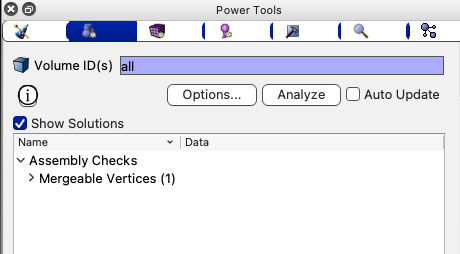 Power Tools
Volume ID(s) all
i Options... Analyze Auto Update
Show Solutions
Name Data
Assembly Checks
Mergeable Vertices (1)